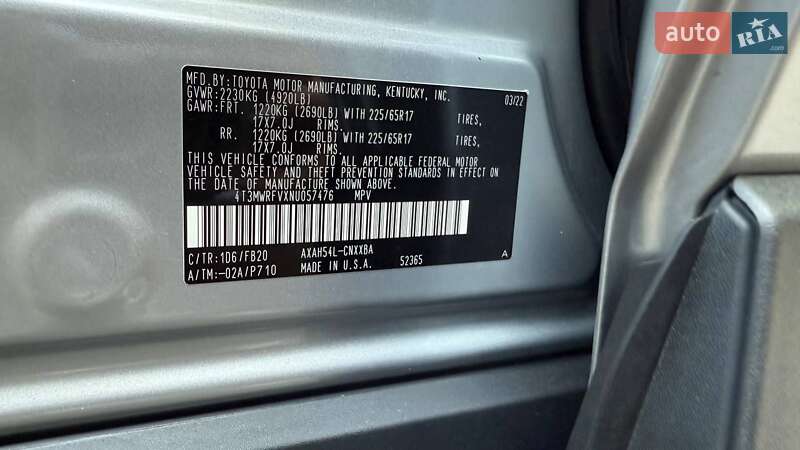 auto RIA.com
MFD.BY:TOYOTA MOTOR MANUFACTURING, KENTUCKY, INC. 03/22
GVWR:2230KG (4920LB)
GAWR:FRT. 1220KG (2690LB) WITH 225/65R17 TIRES,
17X7.0J RIMS.
RR. 1220KG (2690LB) WITH 225/65R17 TIRES,
17X7.0J RIMS.
THIS VEHICLE CONFORMS TO ALL APPLICABLE FEDERAL MOTOR
VEHICLE SAFETY AND THEFT PREVENTION STANDARDS IN EFFECT ON
THE DATE OF MANUFACTURE SHOWN ABOVE.
4T3MWRFVXNU057476 MPV
C/TR:1D6/FB20 AXAH54L-CNXXBA A
A/TM:-02A/P710 MADE IN U.S.A. 52365